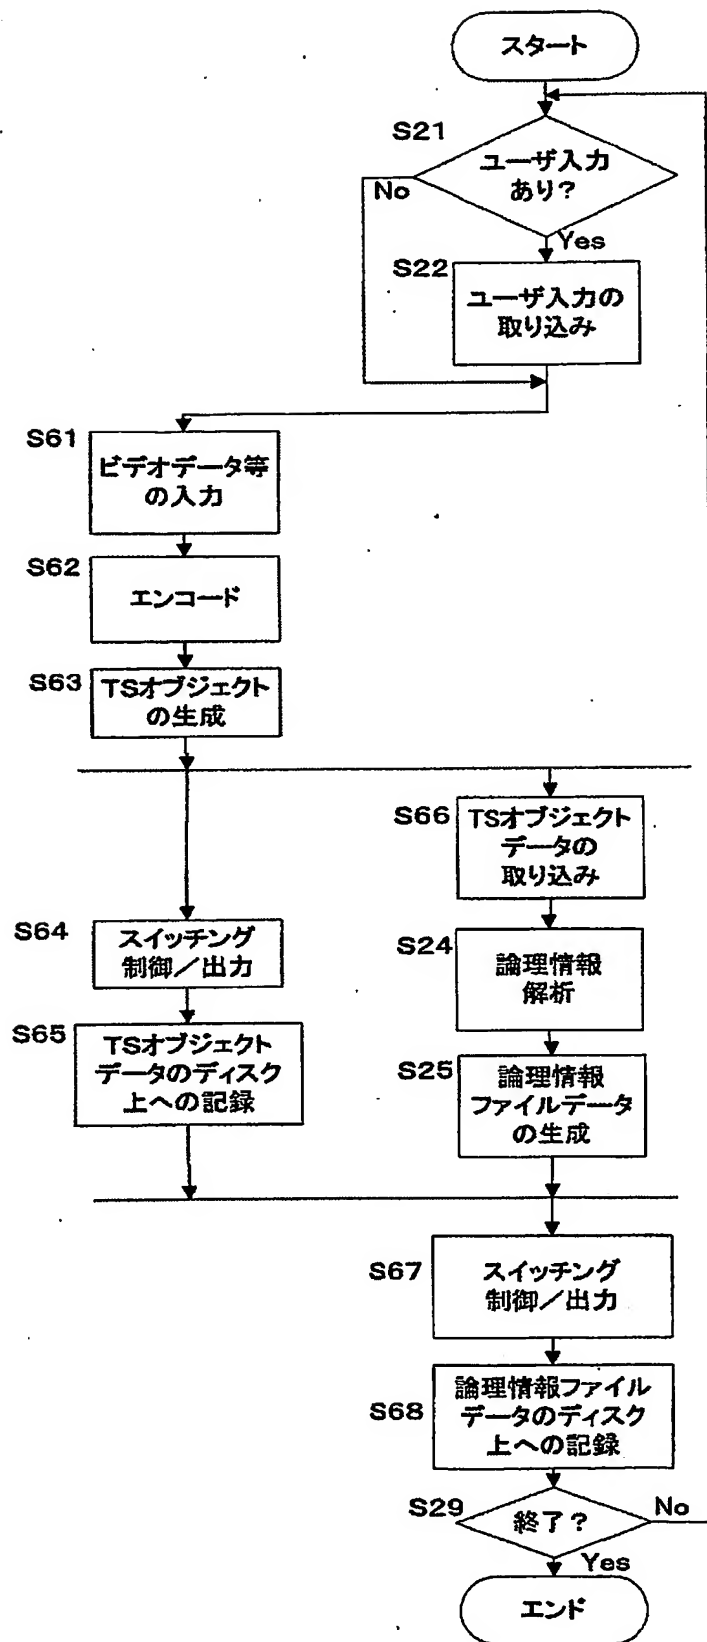 スタート
S21
ユーザ入力
あり?
No
Yes
S22
ユーザ入力の
取り込み
S61
ビデオデータ等
の入力
S62
エンコード
S63
TSオブジェクト
の生成
S66
TSオブジェクト
データの
取り込み
S64
スイッチング
制御/出力
S24
論理情報
解析
S65
TSオブジェクト
データのディスク
上への記録
S25
論理情報
ファイルデータ
の生成
S67
スイッチング
制御/出力
S68
論理情報ファイル
データのディスク
上への記録
S29
終了?
No
Yes
エンド